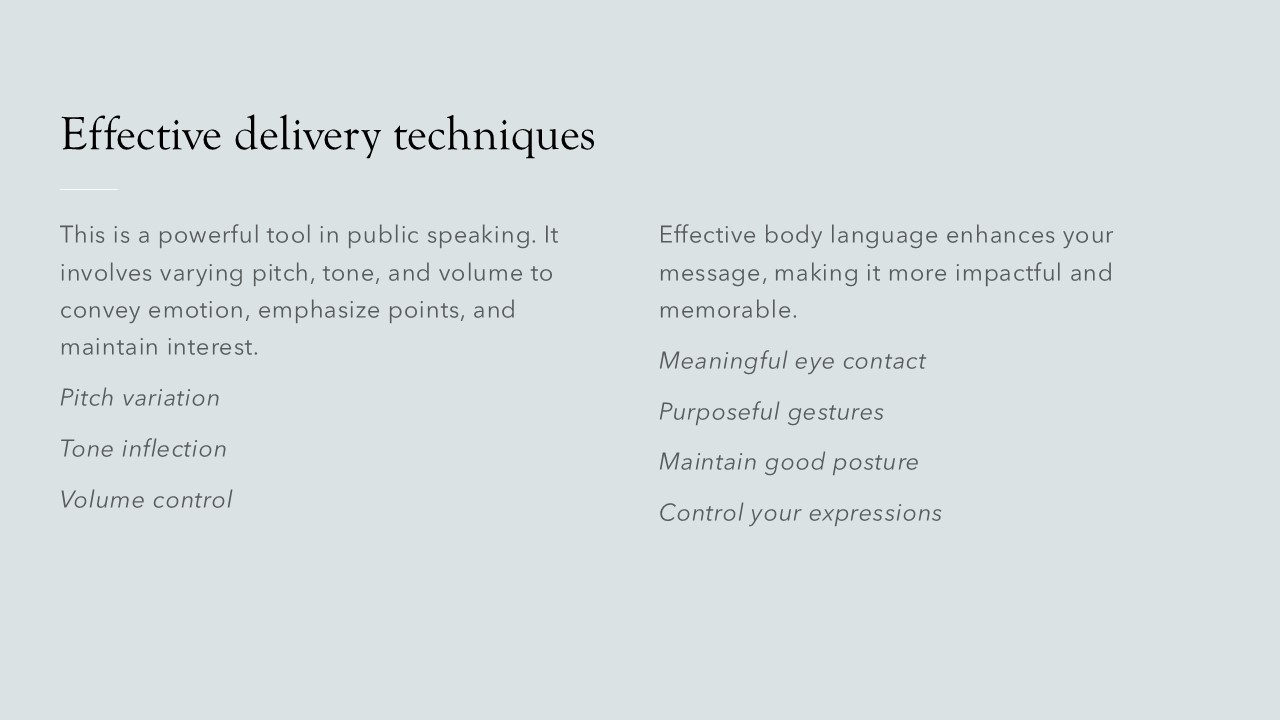 Effective delivery techniques
This is a powerful tool in public speaking. It
involves varying pitch, tone, and volume to
convey emotion, emphasize points, and
maintain interest.
Pitch variation
Tone inflection
Volume control
Effective body language enhances your
message, making it more impactful and
memorable.
Meaningful eye contact
Purposeful gestures
Maintain good posture
Control your expressions